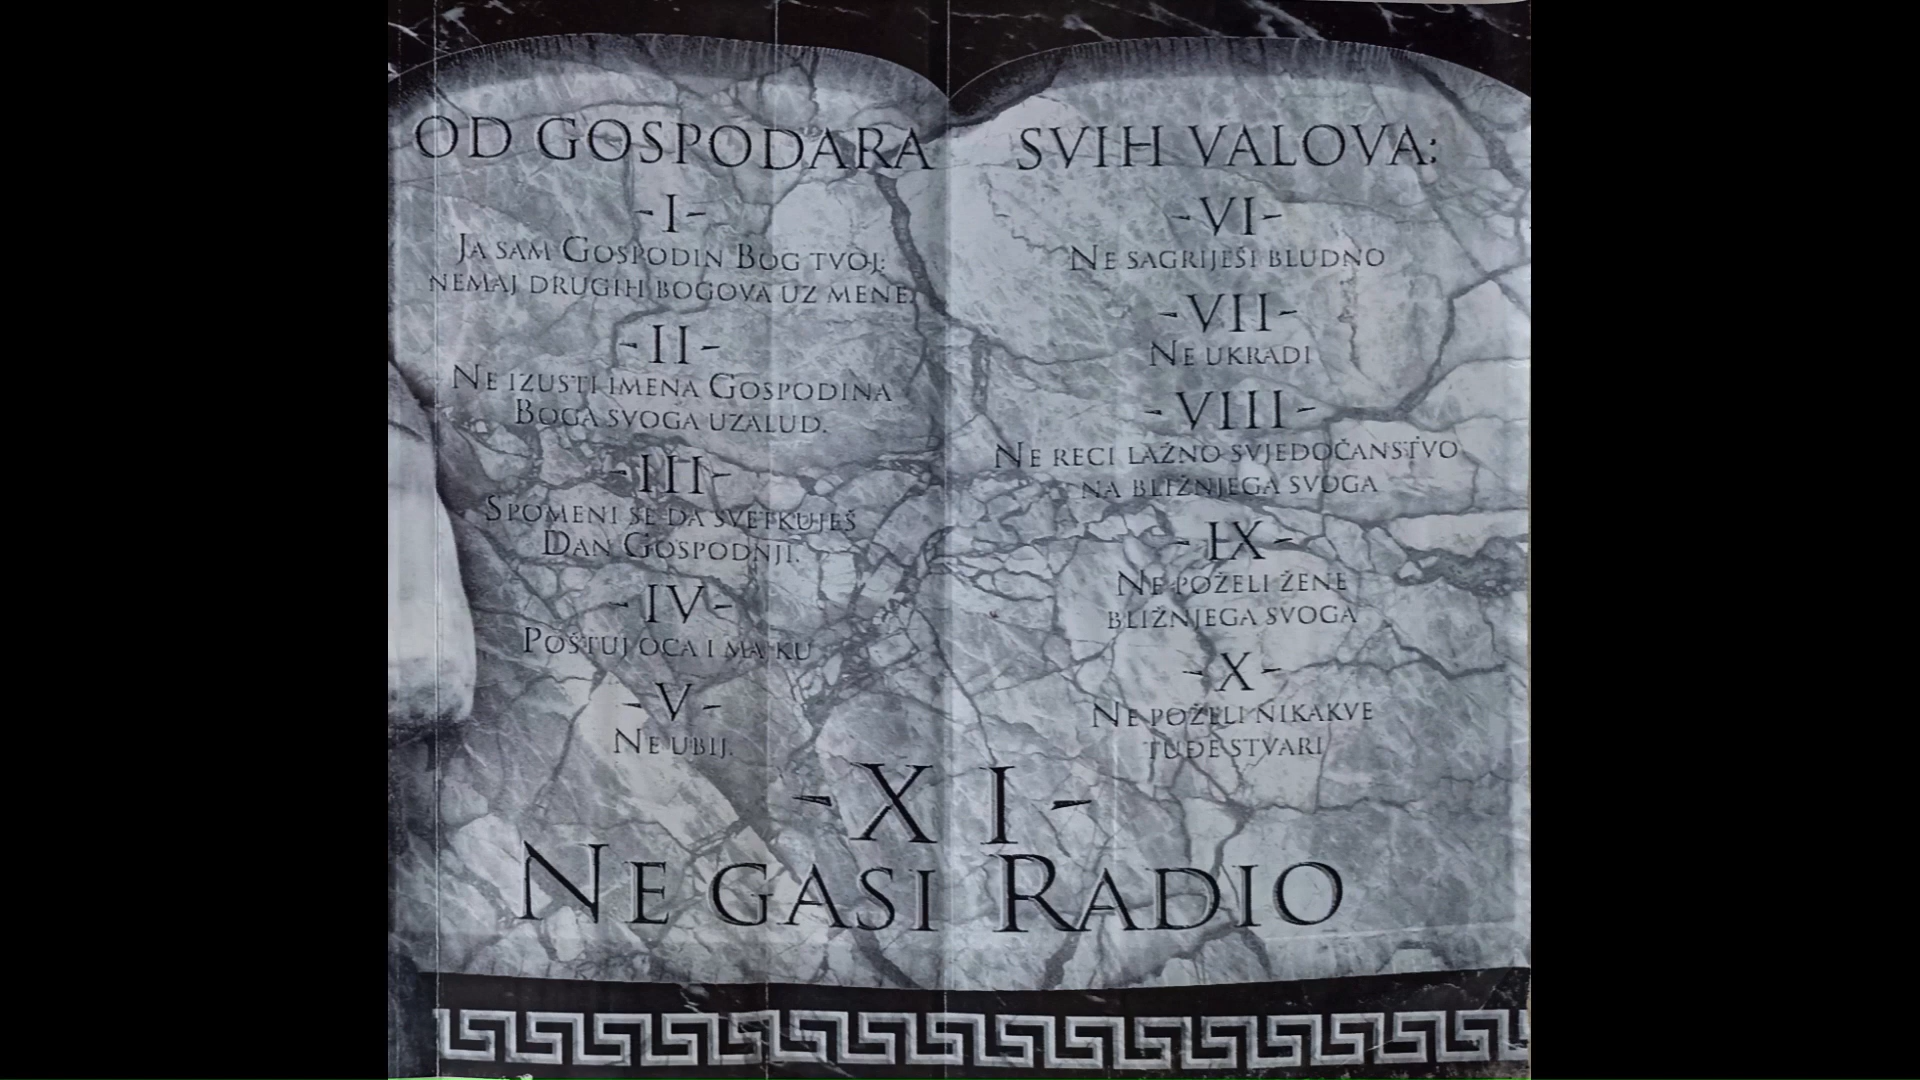 OD GOSPODARA SVIH VALOVA:
-I-
JA SAM GOSPODIN BOG TVOJ:
NEMAJ DRUGIH BOGOVA UZ MENE.
-II-
NE IZUSTI IMENA GOSPODINA
BOGA SVOGA UZALUD.
-III-
SPOMENI SE DA SVETKUJEŠ
DAN GOSPODNJI.
-IV-
POŠTUJ OCA I MAJKU
-V-
NE UBIJ.
-VI-
NE SAGRIJEŠI BLUDNO
-VII-
NE UKRADI
-VIII-
NE RECI LAŽNO SVJEDOČANSTVO
NA BLIŽNJEGA SVOGA
-IX-
NE POŽELI ŽENE
BLIŽNJEGA SVOGA
-X-
NE POŽELI NIKAKVE
TUĐE STVARI
-XI-
NE GASI RADIO